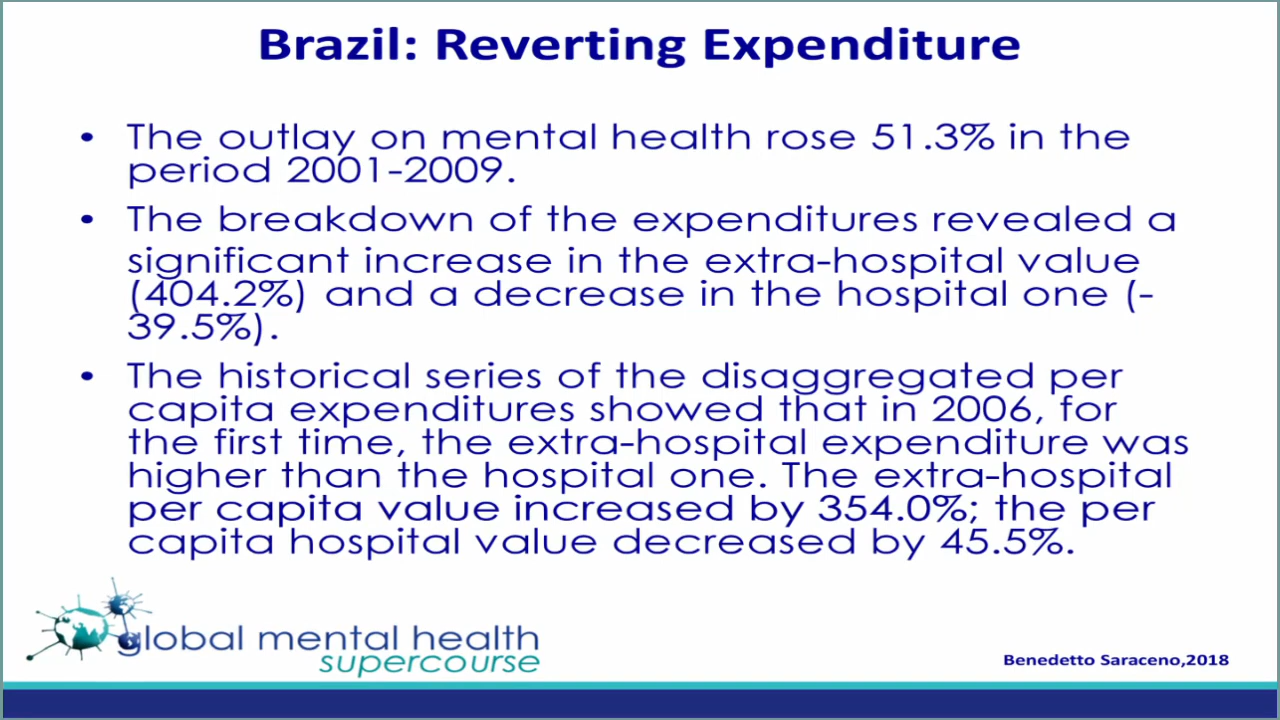 Brazil: Reverting Expenditure
• The outlay on mental health rose 51.3% in the
period 2001-2009.
• The breakdown of the expenditures revealed a
significant increase in the extra-hospital value
(404.2%) and a decrease in the hospital one (-
39.5%).
• The historical series of the disaggregated per
capita expenditures showed that in 2006, for
the first time, the extra-hospital expenditure was
higher than the hospital one. The extra-hospital
per capita value increased by 354.0%; the per
capita hospital value decreased by 45.5%.
global mental health
supercourse
Benedetto Saraceno,2018